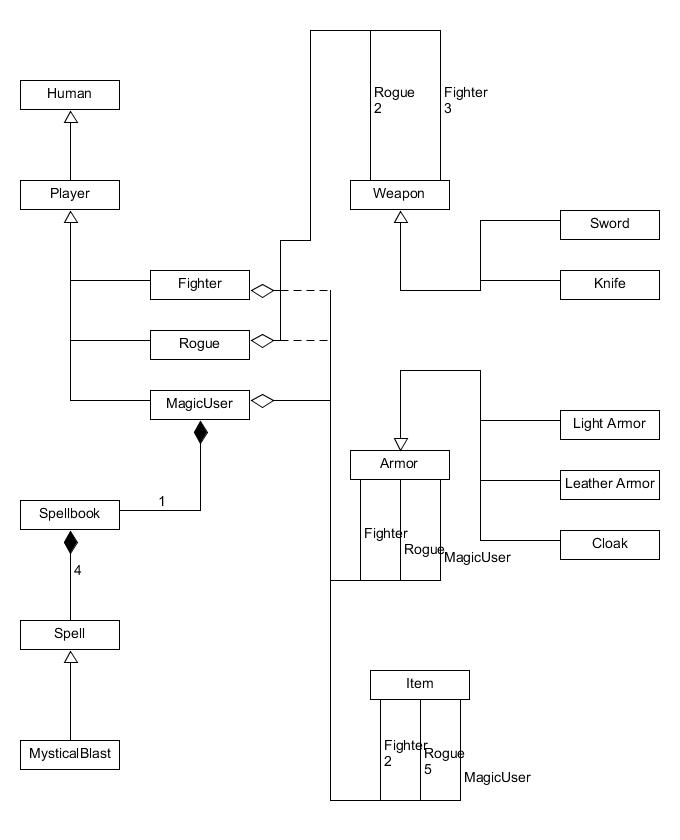 Human
Rogue
2
Fighter
3
Player
Weapon
Sword
Fighter
Knife
Rogue
MagicUser
Light Armor
Armor
Leather Armor
1
Spellbook
Fighter
Rogue
MagicUser
Cloak
4
Spell
Item
MysticalBlast
Fighter
2
Rogue
5
MagicUser